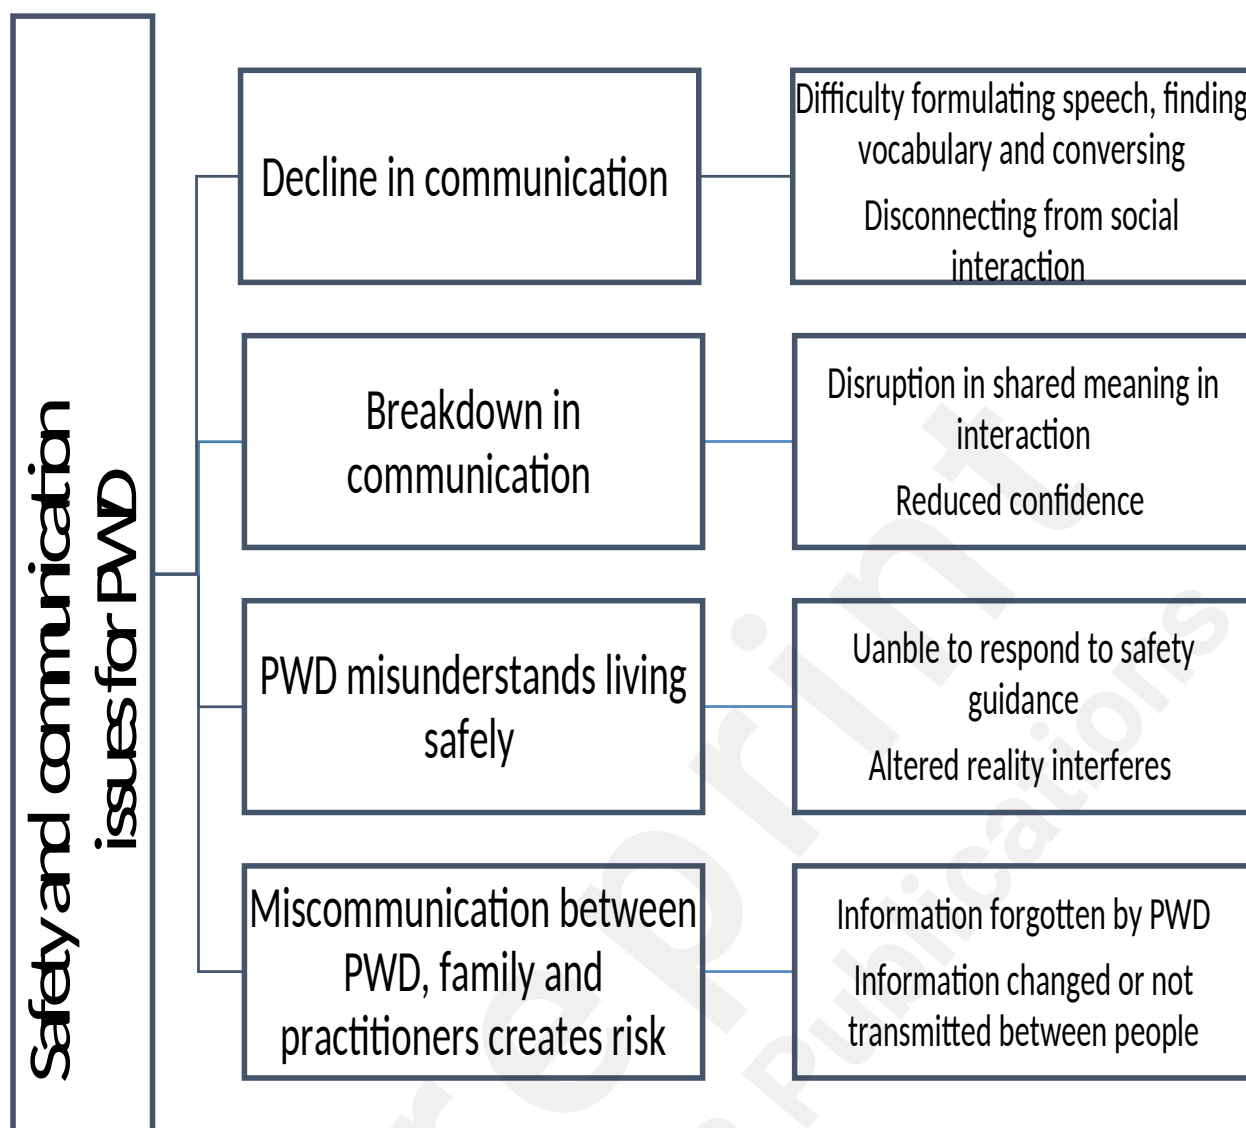 Safety and communication
issues for PWD
Decline in communication
Difficulty formulating speech, finding
vocabulary and conversing
Disconnecting from social
interaction
Breakdown in
communication
Disruption in shared meaning in
interaction
Reduced confidence
PWD misunderstands living
safely
Uanble to respond to safety
guidance
Altered reality interferes
Miscommunication between
PWD, family and
practitioners creates risk
Information forgotten by PWD
Information changed or not
transmitted between people
Publications